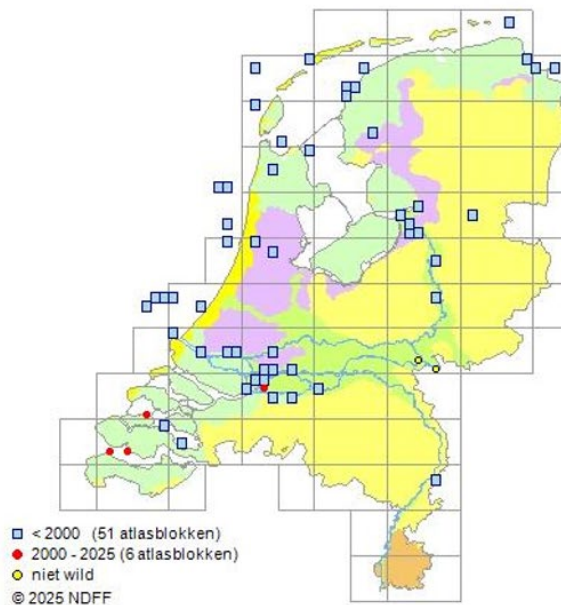 < 2000 (51 atlasblokken)
2000 - 2025 (6 atlasblokken)
niet wild
© 2025 NDFF